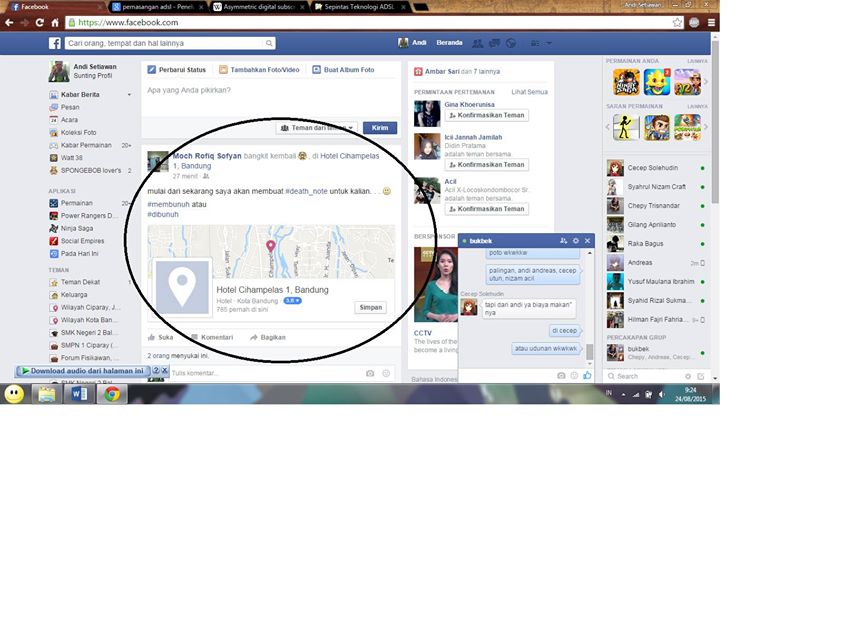 Facebook
pemasangan adsl - Penel
Asymmetric digital subsc
Sepintas Teknologi ADSL
Andi Setiawan
https://www.facebook.com
Cari orang, tempat dan hal lainnya
Andi
Beranda
Andi Setiawan
Sunting Profil
Kabar Berita
Pesan
Acara
Koleksi Foto
Kabar Permainan 20+
Watt 38
SPONGEBOB lover's 2
APLIKASI
Permainan 20+
Power Rangers D...
Ninja Saga
Social Empires
Pada Hari Ini
TEMAN
Teman Dekat 1
Keluarga
Wilayah Ciparay, J...
Wilayah Kota Ban...
SMK Negeri 2 Bal...
SMPN 1 Ciparay (...
Forum Fisikawan, ...
Download audio dari halaman ini
Perbarui Status
Tambahkan Foto/Video
Buat Album Foto
Apa yang Anda pikirkan?
Teman dari teman
Kirim
Moch Rofiq Sofyan bangkit kembali, di Hotel Cihampelas
1, Bandung
27 menit
mulai dari sekarang saya akan membuat #death_note untuk kalian. . .
#membunuh atau
#dibunuh
Hotel Cihampelas 1, Bandung
Hotel · Kota Bandung · 3,8 ★
785 pernah di sini
Simpan
Suka
Komentari
Bagikan
2 orang menyukai ini.
Tulis komentar...
Ambar Sari dan 7 lainnya
PERMINTAAN PERTEMANAN
Lihat Semua
Gina Khoerunisa
Konfirmasikan Teman
Icii Jannah Jamilah
Didin Pratama
adalah teman bersama.
Konfirmasikan Teman
Acil
Acil X-Locoskondombocor Sr.
adalah teman bersama.
Konfirmasikan Teman
CCTV
The lives of the
become a living
Bahasa Indonesia
bukbek
poto wkwkkw
palingan, andi andreas, cecep
utun, nizam acil
Cecep Solehudin
tapi dari andi ya biaya makan"
nya
di cecep
atau udunan wkwkwk
PERMAINAN ANDA
LAINNYA
SARAN PERMAINAN
LAINNYA
Cecep Solehudin
Syahrul Nizam Craft
Chepy Trisnandar
Gilang Aprilianto
Raka Bagus
Andreas 2m
Yusuf Maulana Ibrahim
Syahid Rizal Sukma...
Hilman Fajri Fahria... 9h
PERCAKAPAN GRUP
bukbek
Chepy, Andreas, Cecep...
Search
IN
9:24
24/08/2015